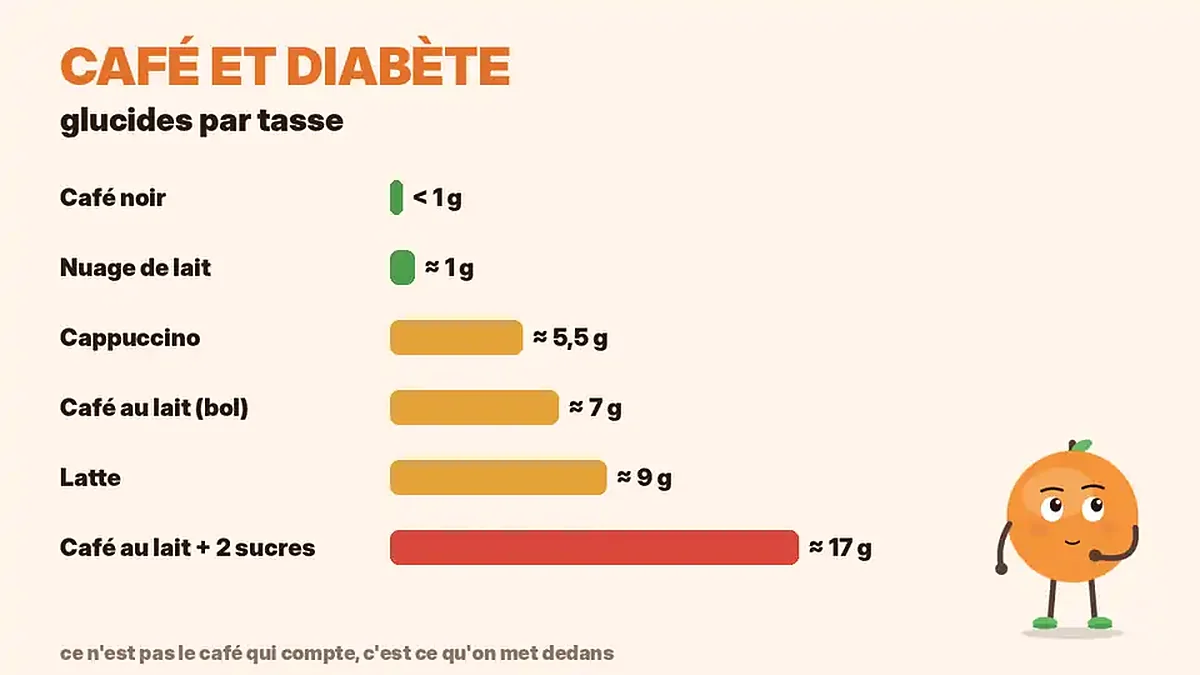 CAFÉ ET DIABÈTE
glucides par tasse
Café noir < 1 g
Nuage de lait ≈ 1 g
Cappuccino ≈ 5,5 g
Café au lait (bol) ≈ 7 g
Latte ≈ 9 g
Café au lait + 2 sucres ≈ 17 g
ce n'est pas le café qui compte, c'est ce qu'on met dedans